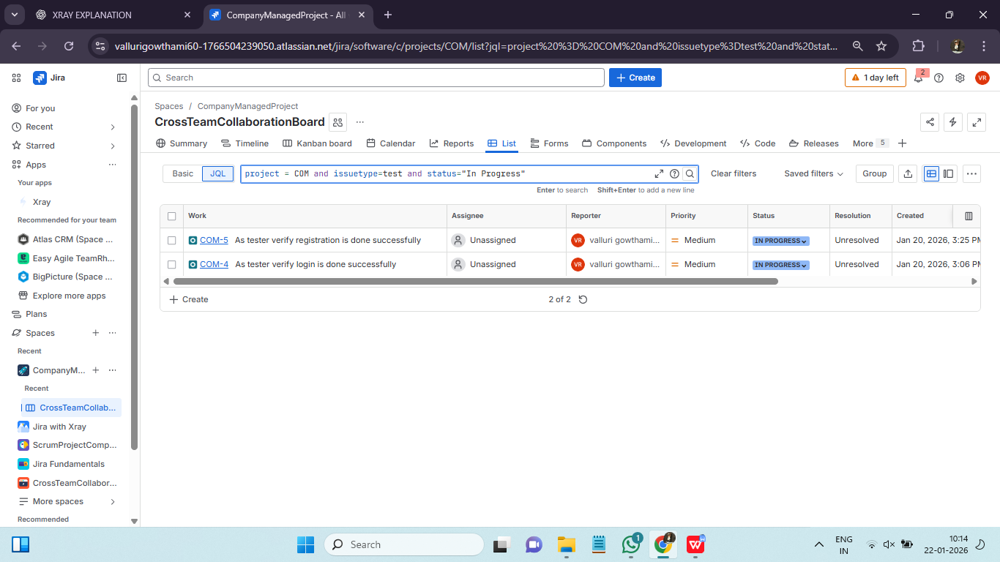 XRAY EXPLANATION
CompanyManagedProject - All
vallurigowthami60-1766504239050.atlassian.net/jira/software/c/projects/COM/list?jql=project%20%3D%20COM%20and%20issuetype%3Dtest%20and%20stat...
Jira
Search
Create
1 day left
2
VR
For you
Recent
Starred
Apps
Your apps
Xray
Recommended for your team
Atlas CRM (Space ...
Easy Agile TeamRh...
BigPicture (Space ...
Explore more apps
Plans
Spaces
Recent
CompanyM...
Recent
CrossTeamCollab...
Jira with Xray
ScrumProjectComp...
Jira Fundamentals
CrossTeamCollabor...
More spaces
Recommended
Spaces / CompanyManagedProject
CrossTeamCollaborationBoard
Summary Timeline Kanban board Calendar Reports List Forms Components Development Code Releases More 5
Basic JQL project = COM and issuetype=test and status="In Progress" Clear filters Saved filters Group
Enter to search Shift+Enter to add a new line
Work Assignee Reporter Priority Status Resolution Created
COM-5 As tester verify registration is done successfully Unassigned VR valluri gowthami... Medium IN PROGRESS Unresolved Jan 20, 2026, 3:25 PM
COM-4 As tester verify login is done successfully Unassigned VR valluri gowthami... Medium IN PROGRESS Unresolved Jan 20, 2026, 3:06 PM
Create 2 of 2
Search
1
ENG
IN
10:14
22-01-2026